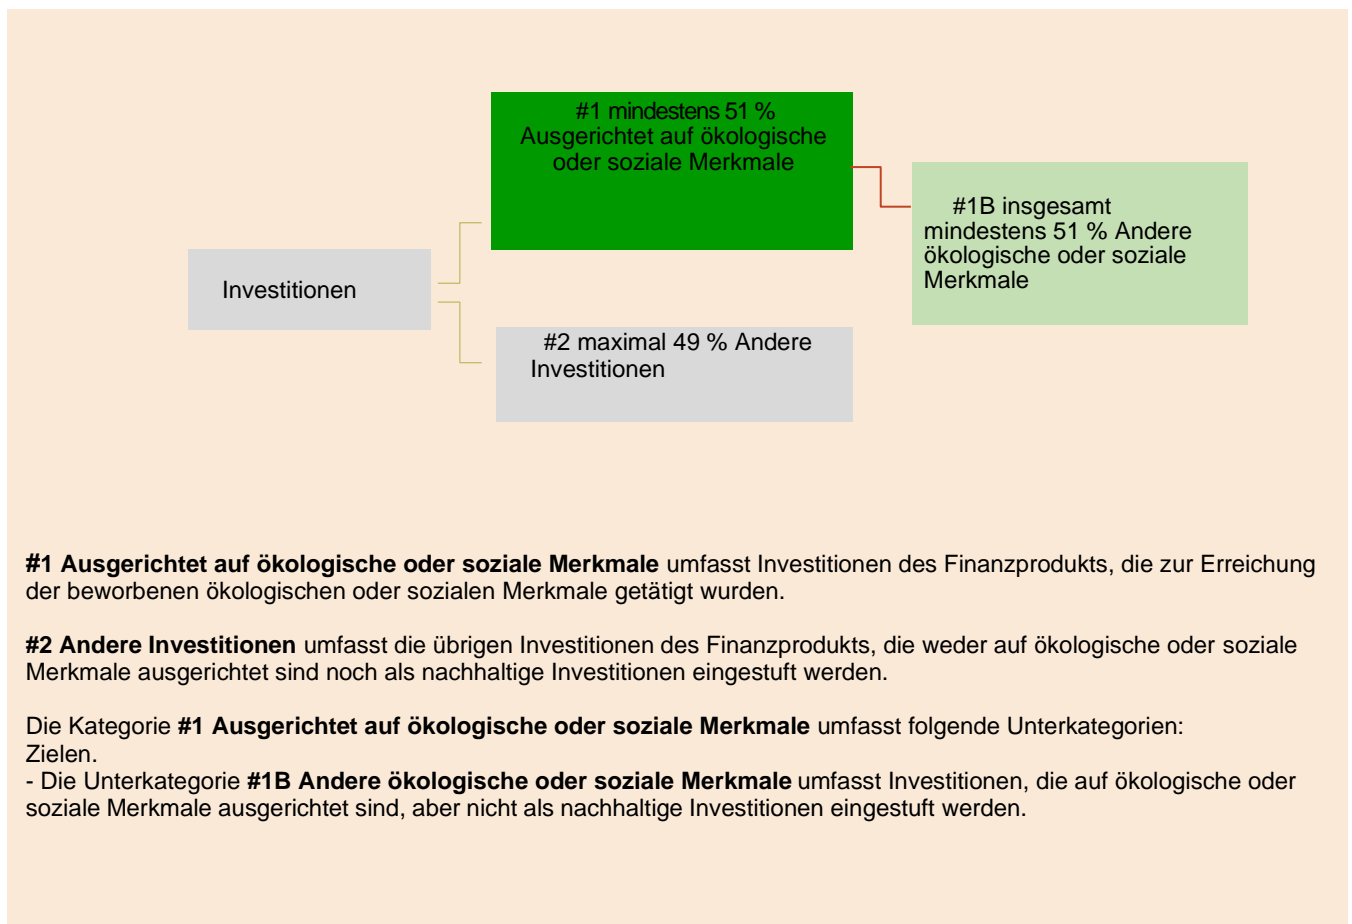 #1 mindestens 51 %
Ausgerichtet auf ökologische
oder soziale Merkmale
#1B insgesamt
mindestens 51 % Andere
ökologische oder soziale
Merkmale
Investitionen
#2 maximal 49 % Andere
Investitionen
#1 Ausgerichtet auf ökologische oder soziale Merkmale umfasst Investitionen des Finanzprodukts, die zur Erreichung
der beworbenen ökologischen oder sozialen Merkmale getätigt wurden.
#2 Andere Investitionen umfasst die übrigen Investitionen des Finanzprodukts, die weder auf ökologische oder soziale
Merkmale ausgerichtet sind noch als nachhaltige Investitionen eingestuft werden.
Die Kategorie #1 Ausgerichtet auf ökologische oder soziale Merkmale umfasst folgende Unterkategorien:
Zielen.
- Die Unterkategorie #1B Andere ökologische oder soziale Merkmale umfasst Investitionen, die auf ökologische oder
soziale Merkmale ausgerichtet sind, aber nicht als nachhaltige Investitionen eingestuft werden.